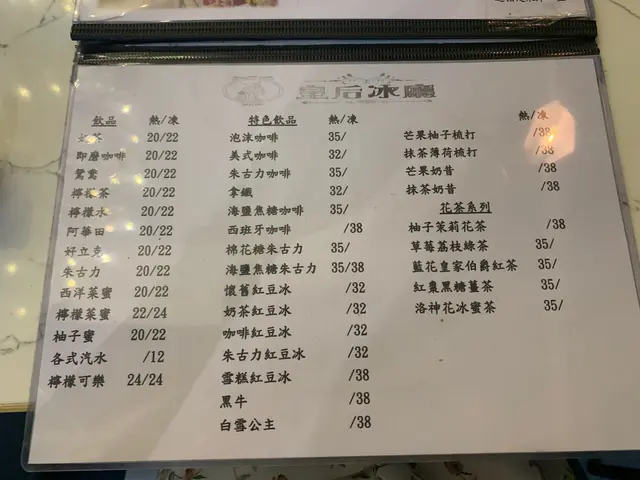 皇后冰廳
飲品 熱/凍
奶茶 20/22
即磨咖啡 20/22
鴛鴦 20/22
檸檬茶 20/22
檸檬水 20/22
阿華田 20/22
好立克 20/22
朱古力 20/22
西洋菜蜜 20/22
檸檬菜蜜 22/24
柚子蜜 20/22
各式汽水 /12
檸檬可樂 24/24
特色飲品 熱/凍
泡沫咖啡 35/
美式咖啡 32/
朱古力咖啡 35/
拿鐵 32/
海鹽焦糖咖啡 35/
西班牙咖啡 /38
棉花糖朱古力 35/
海鹽焦糖朱古力 35/38
懷舊紅豆冰 /32
奶茶紅豆冰 /32
咖啡紅豆冰 /32
朱古力紅豆冰 /32
雪糕紅豆冰 /38
黑牛 /38
白雪公主 /38
熱/凍
芒果柚子梳打 /38
抹茶薄荷梳打 /38
芒果奶昔 /38
抹茶奶昔 /38
花茶系列
柚子茉莉花茶 /38
草莓荔枝綠茶 35/
藍花皇家伯爵紅茶 35/
紅棗黑糖薑茶 35/
洛神花冰蜜茶 35/